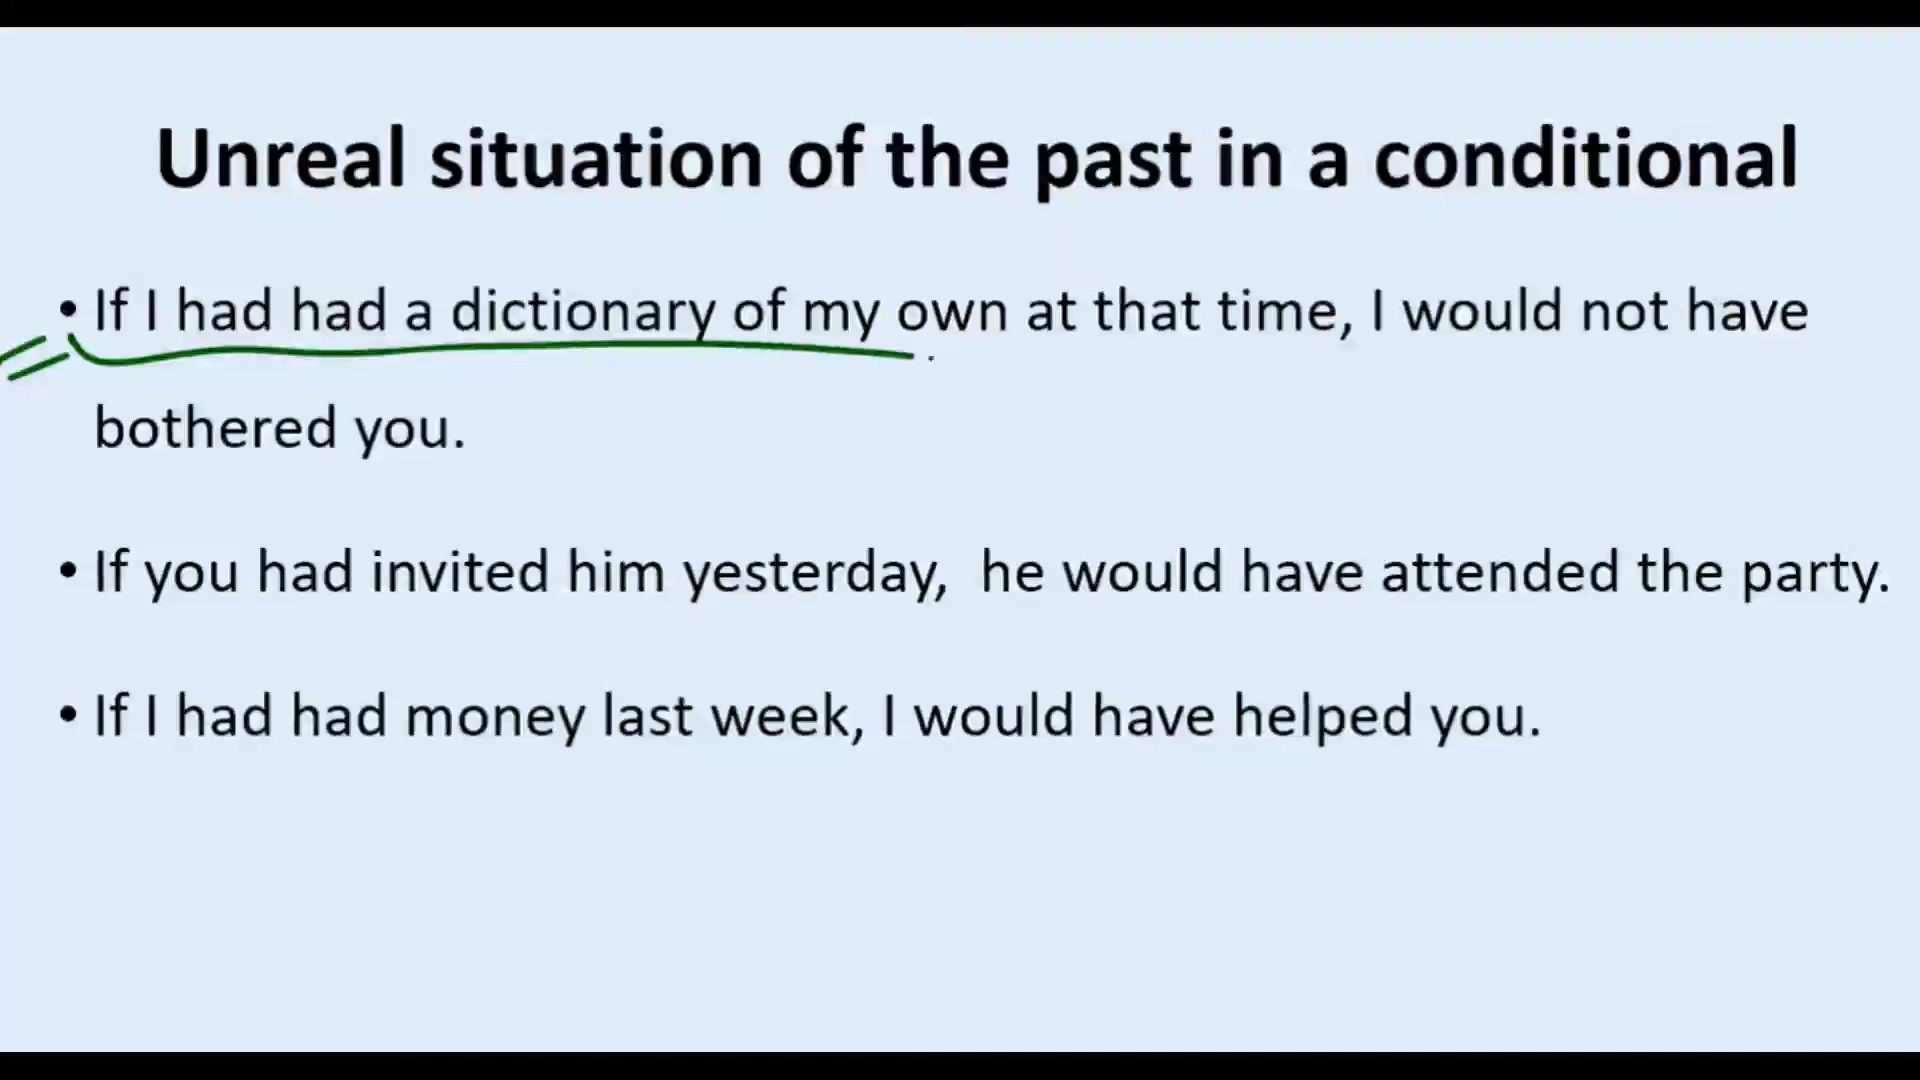 Unreal situation of the past in a conditional
• If I had had a dictionary of my own at that time, I would not have
bothered you.
• If you had invited him yesterday,  he would have attended the party.
• If I had had money last week, I would have helped you.